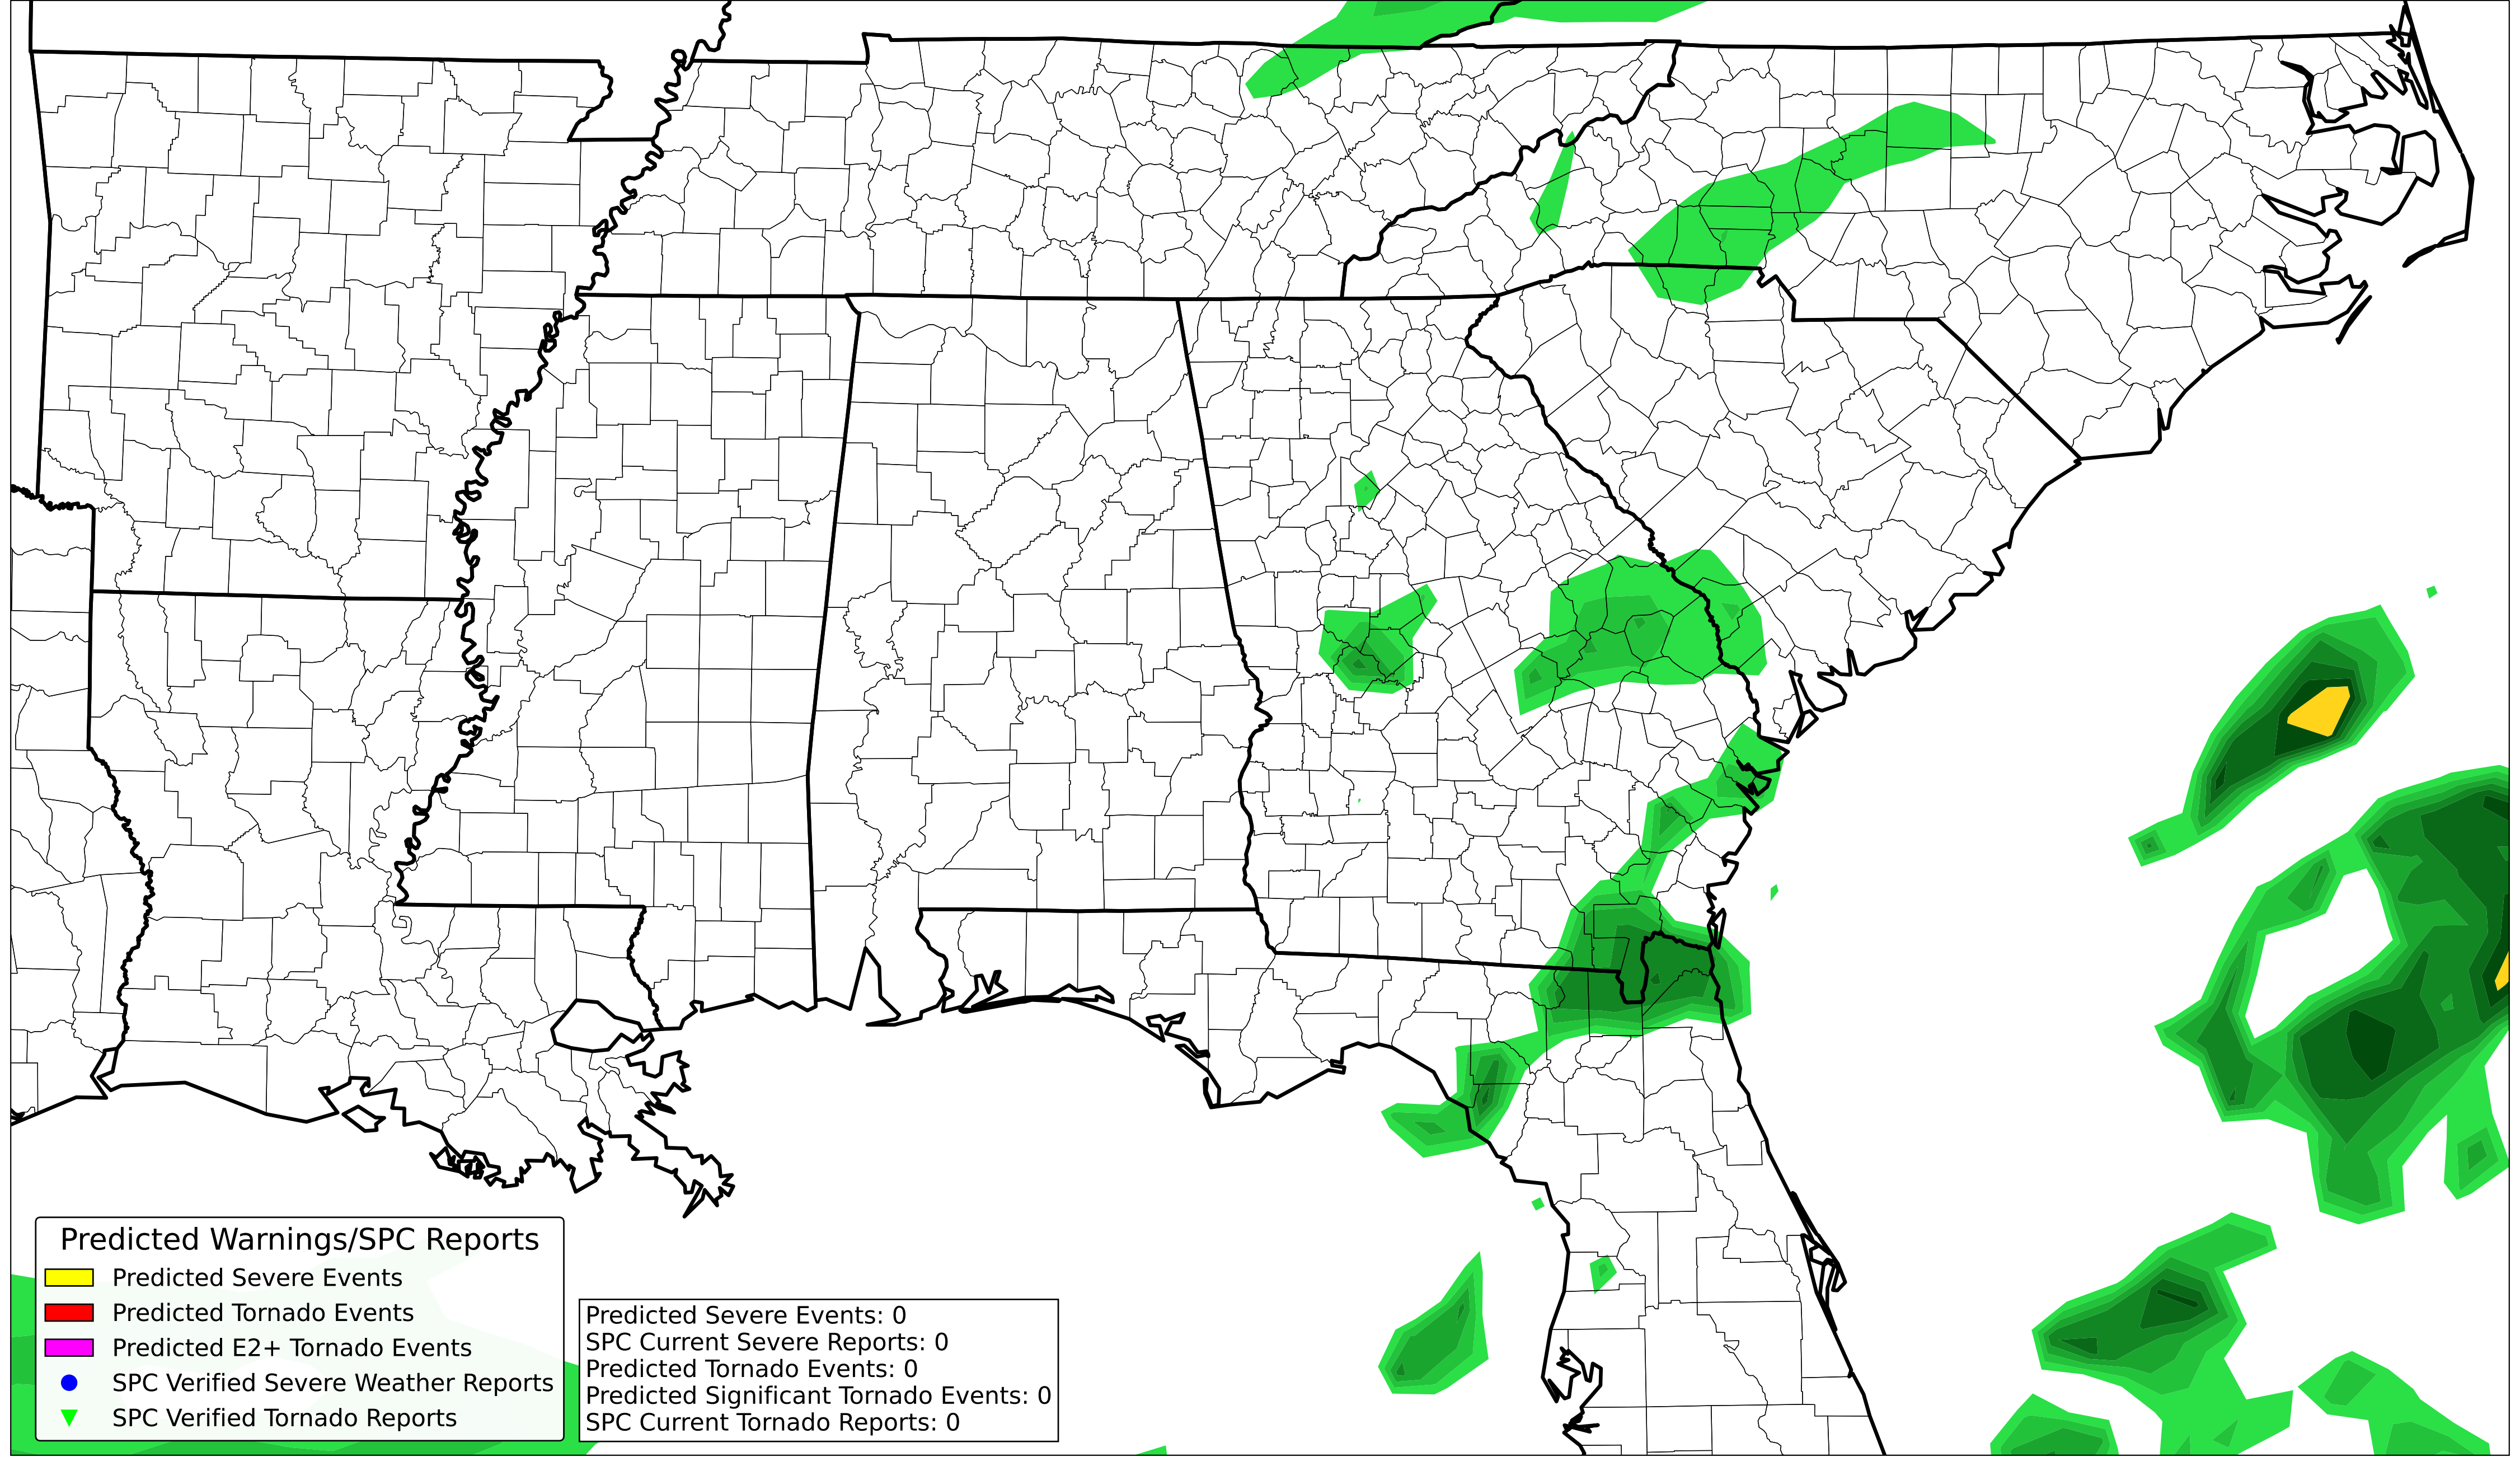 Predicted Warnings/SPC Reports
Predicted Severe Events
Predicted Tornado Events
Predicted E2+ Tornado Events
SPC Verified Severe Weather Reports
SPC Verified Tornado Reports
Predicted Severe Events: 0
SPC Current Severe Reports: 0
Predicted Tornado Events: 0
Predicted Significant Tornado Events: 0
SPC Current Tornado Reports: 0